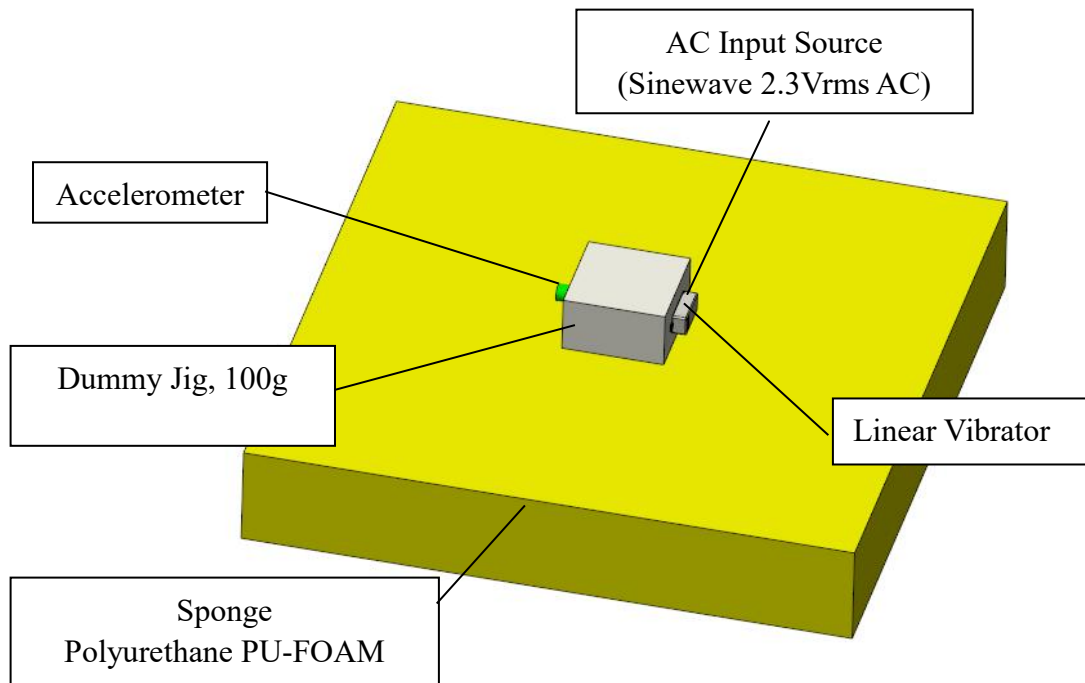 AC Input Source
(Sinewave 2.3Vrms AC)
Accelerometer
Dummy Jig, 100g
Linear Vibrator
Sponge
Polyurethane PU-FOAM